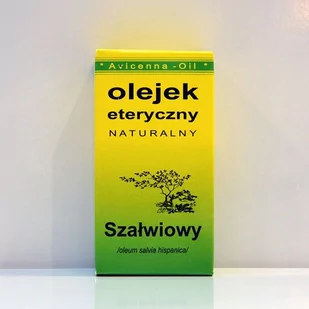 * Avicenna -Oil *
olejek
eteryczny
NATURALNY
Szałwiowy
/oleum salvia hispanica/